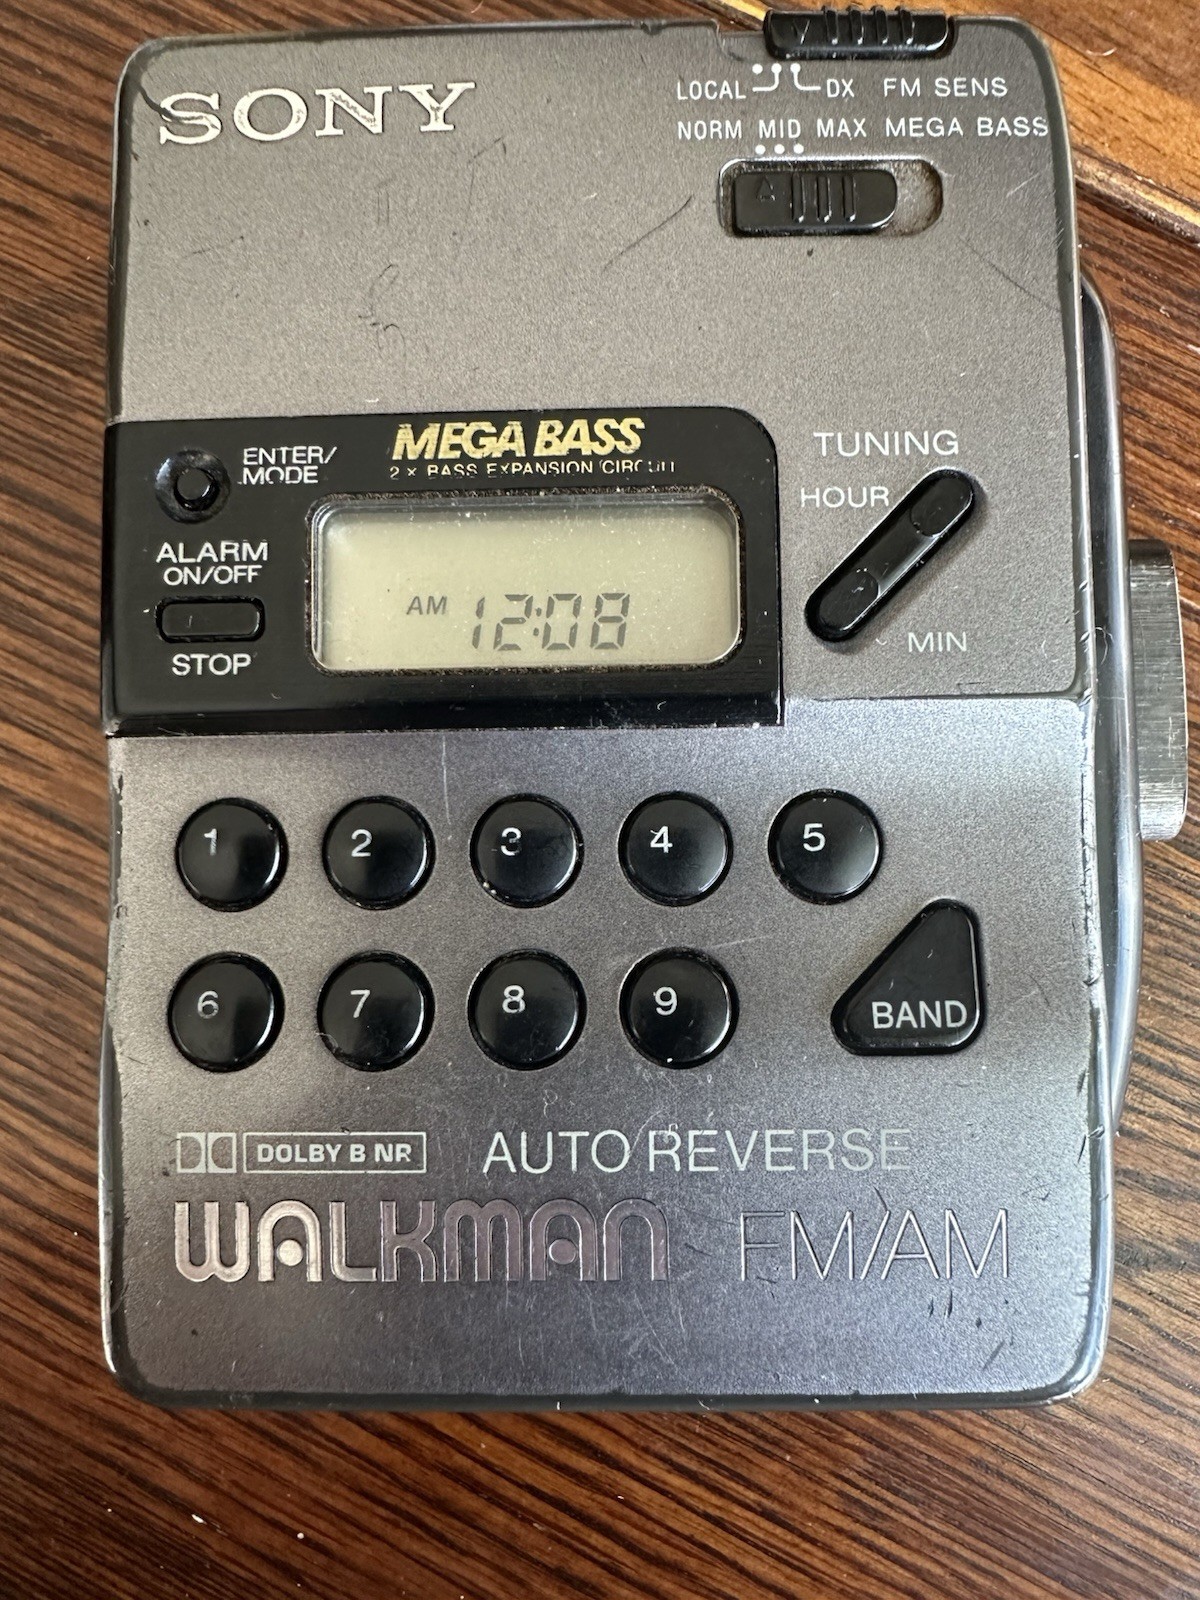 SONY
LOCAL DX FM SENS
NORM MID MAX MEGA BASS
MEGA BASS
2 × BASS EXPANSION CIRCUIT
ENTER/
MODE
ALARM
ON/OFF
STOP
AM 12:08
TUNING
HOUR
MIN
1 2 3 4 5
6 7 8 9
BAND
DOLBY B NR AUTO REVERSE
WALKMAN FM/AM